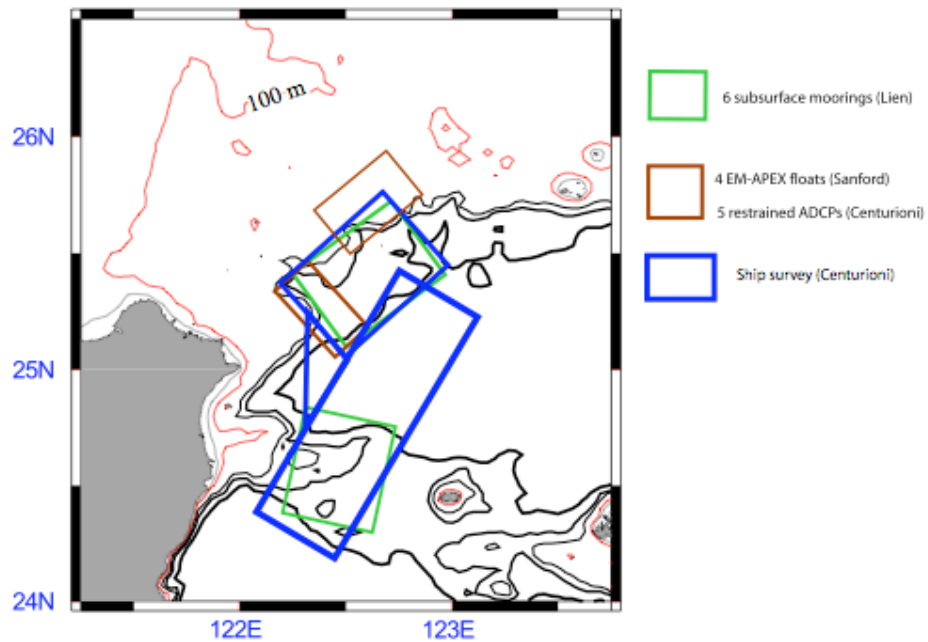 100 m
26N
25N
24N
122E
123E
6 subsurface moorings (Lien)
4 EM-APEX floats (Sanford)
5 restrained ADCPs (Centurioni)
Ship survey (Centurioni)